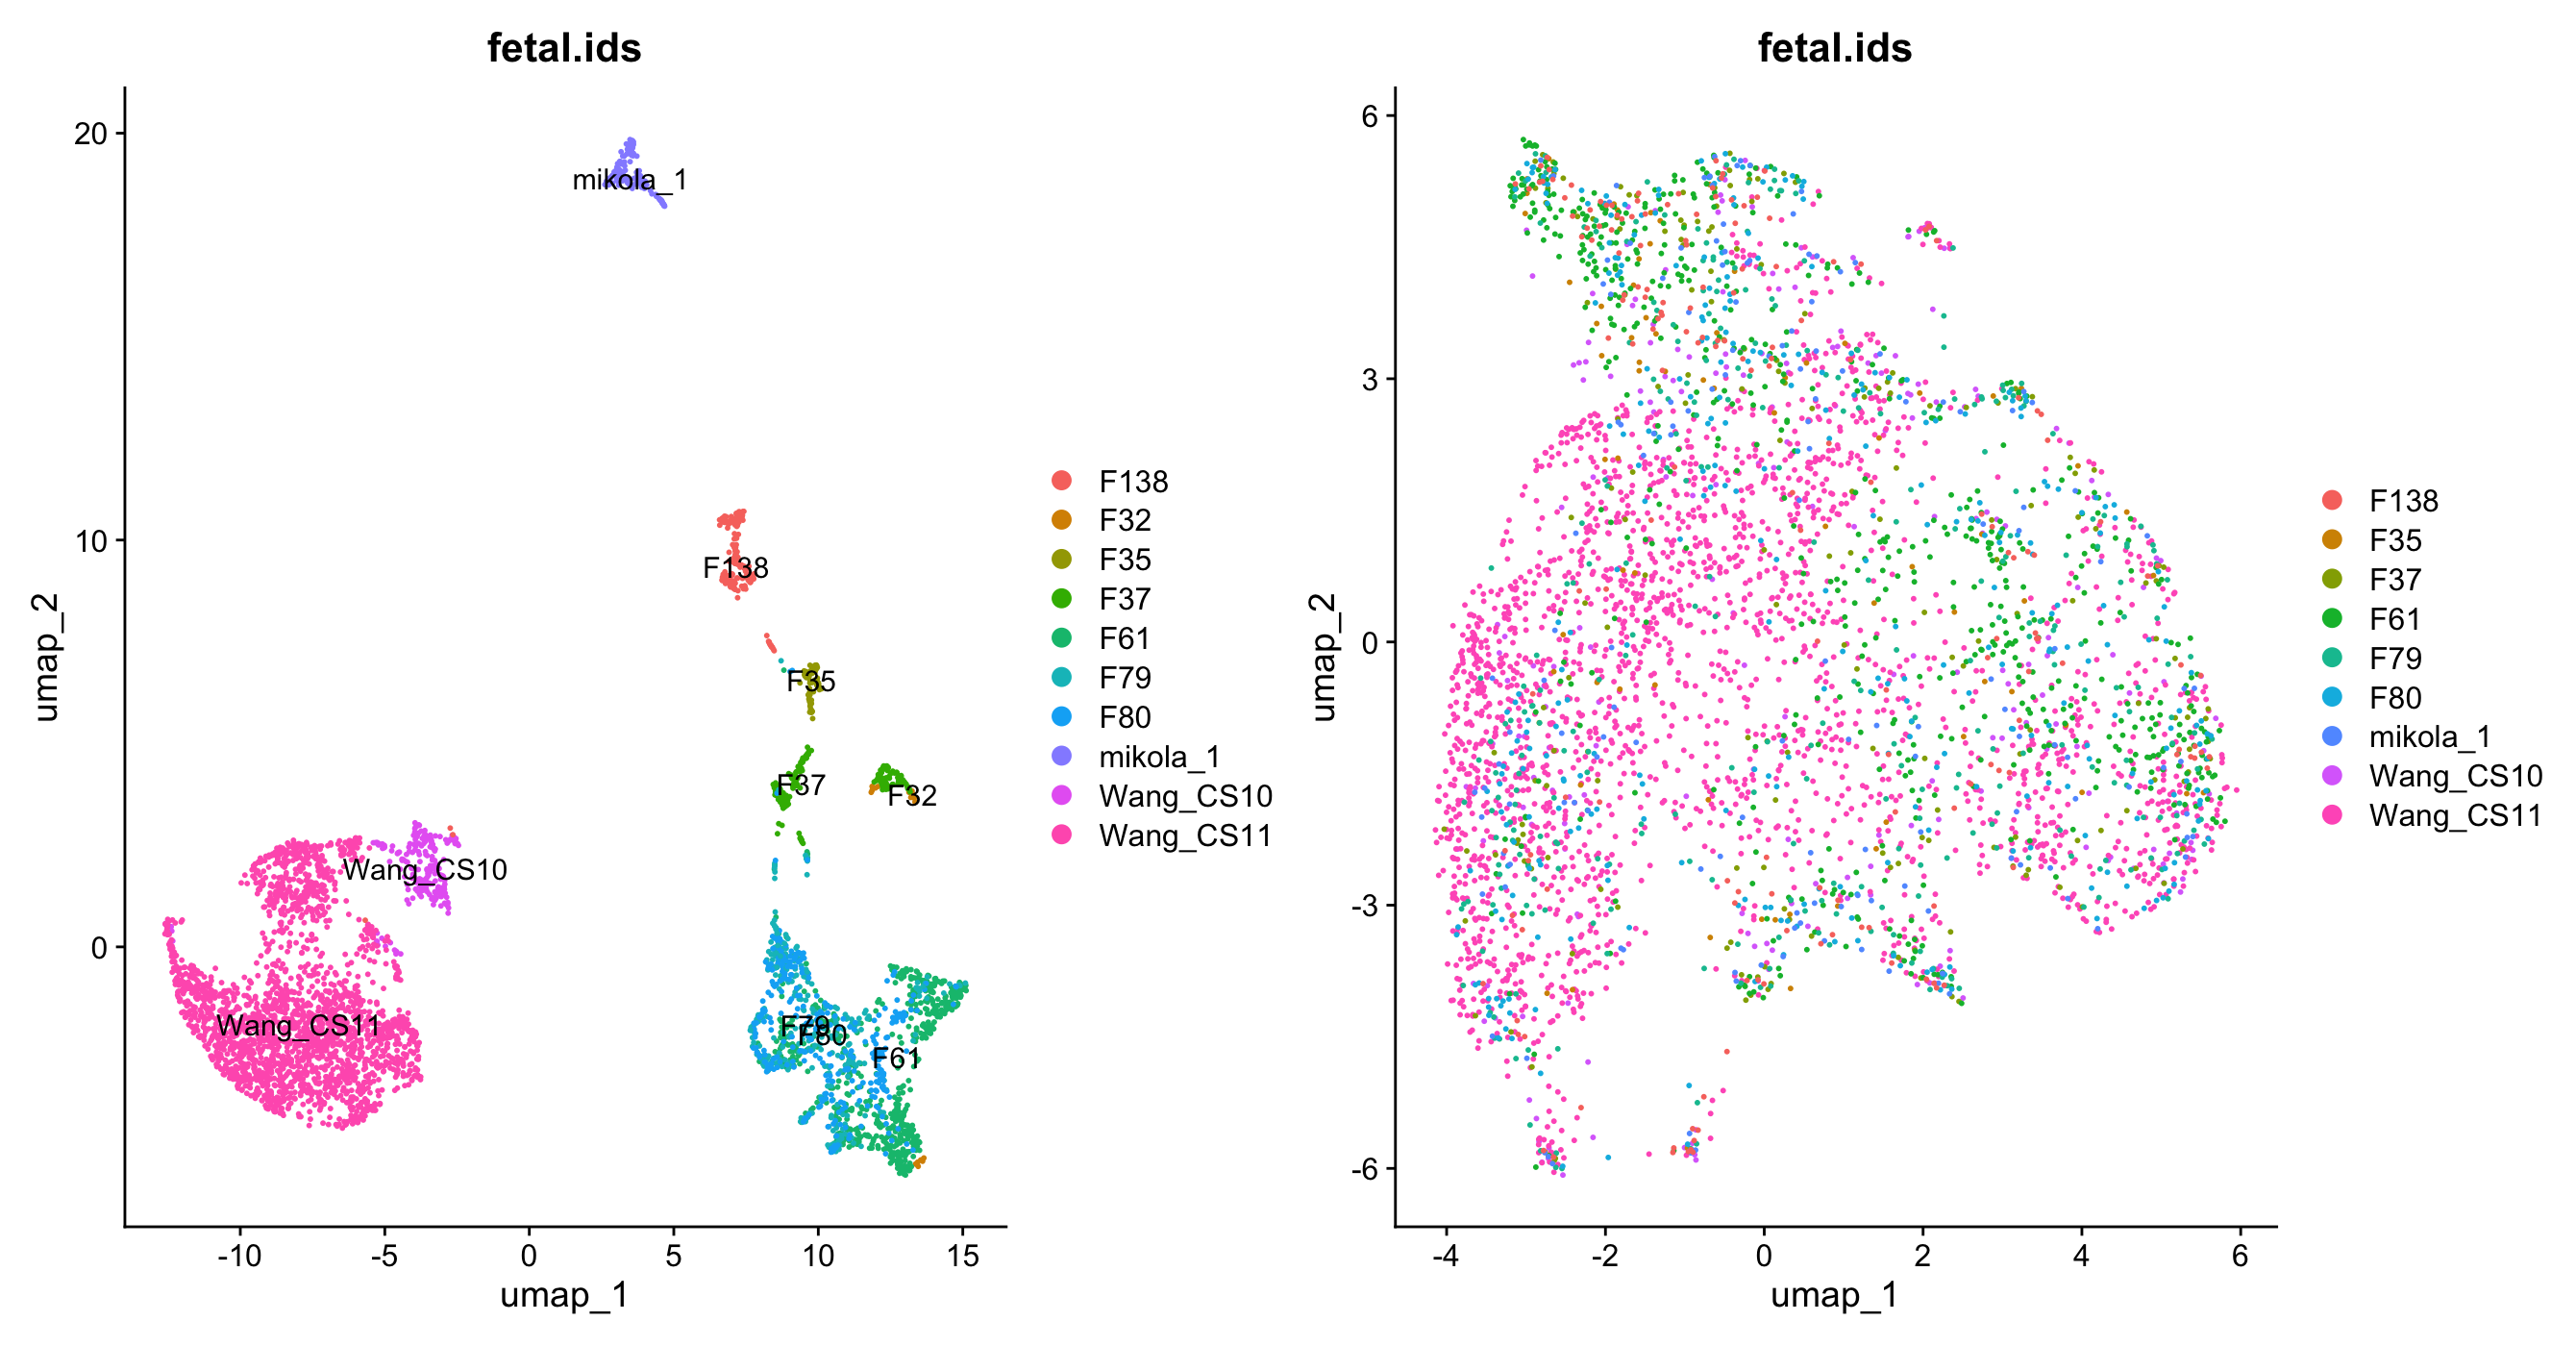 fetal.ids
20
10
0
umap_2
-10
-5
0
5
10
15
umap_1
mikola_1
F138
F35
F37
F32
Wang_CS10
Wang_CS11
F79
F80
F61
F138
F32
F35
F37
F61
F79
F80
mikola_1
Wang_CS10
Wang_CS11
fetal.ids
6
3
0
-3
-6
umap_2
-4
-2
0
2
4
6
umap_1
F138
F35
F37
F61
F79
F80
mikola_1
Wang_CS10
Wang_CS11